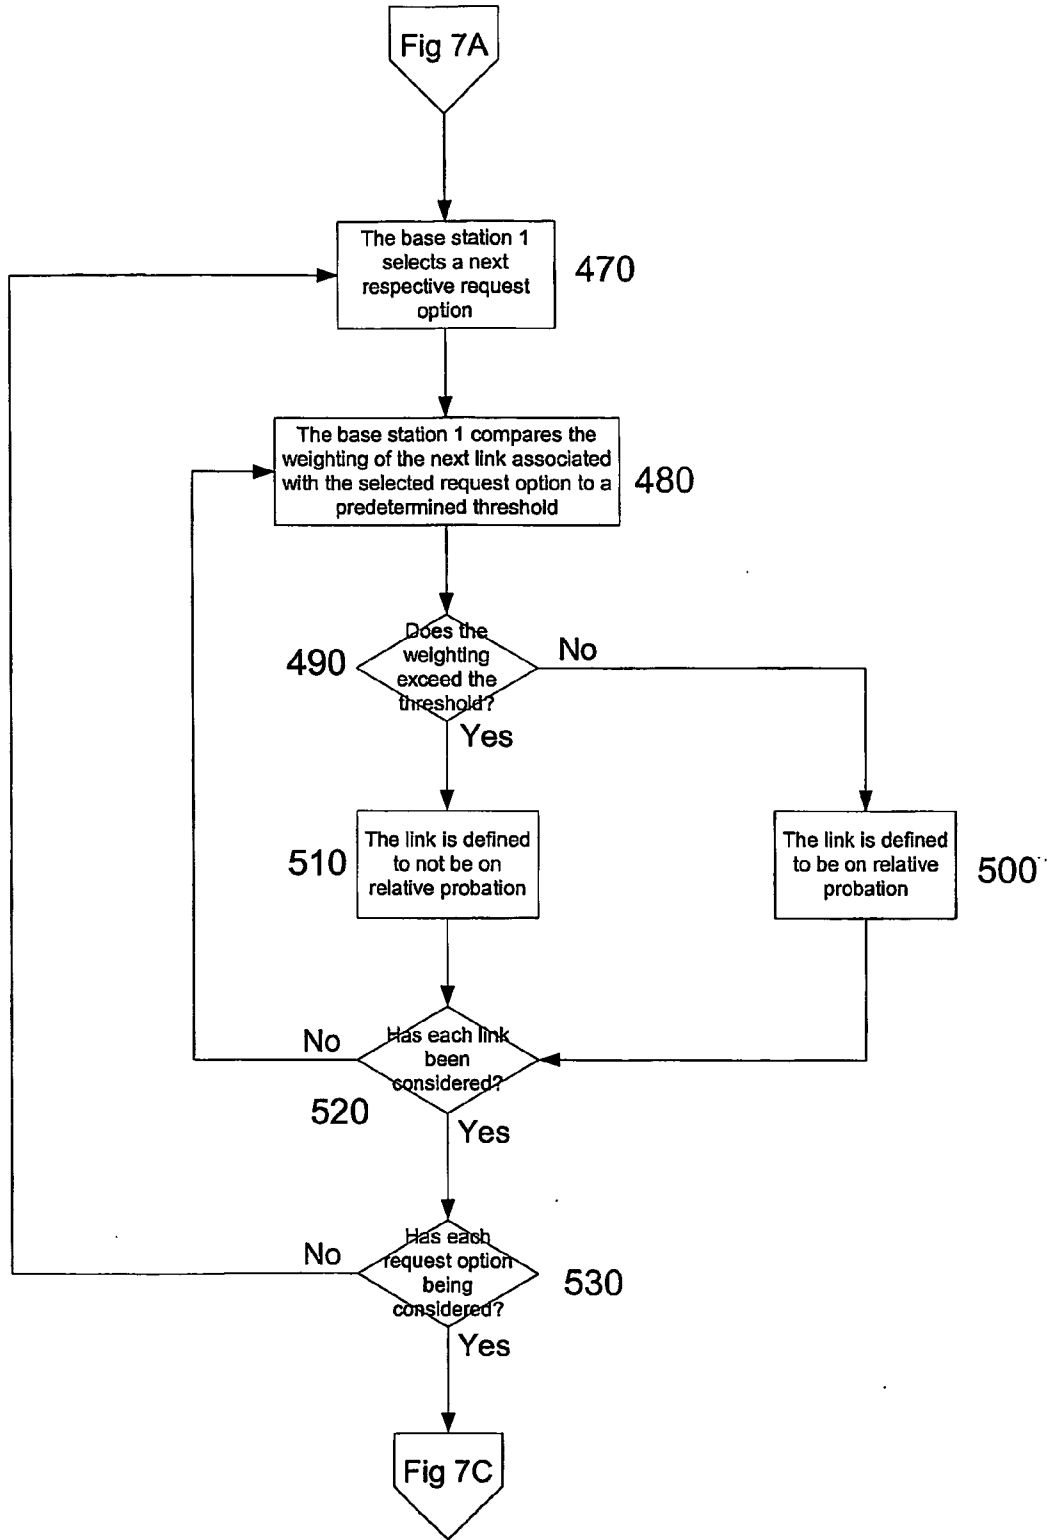 Fig 7A
The base station 1
selects a next
respective request
option
470
The base station 1 compares the
weighting of the next link associated
with the selected request option to a
predetermined threshold
480
Does the
weighting
exceed the
threshold?
490
No
Yes
The link is defined
to not be on
relative probation
510
The link is defined
to be on relative
probation
500
Has each link
been
considered?
No
520
Yes
Has each
request option
being
considered?
No
530
Yes
Fig 7C